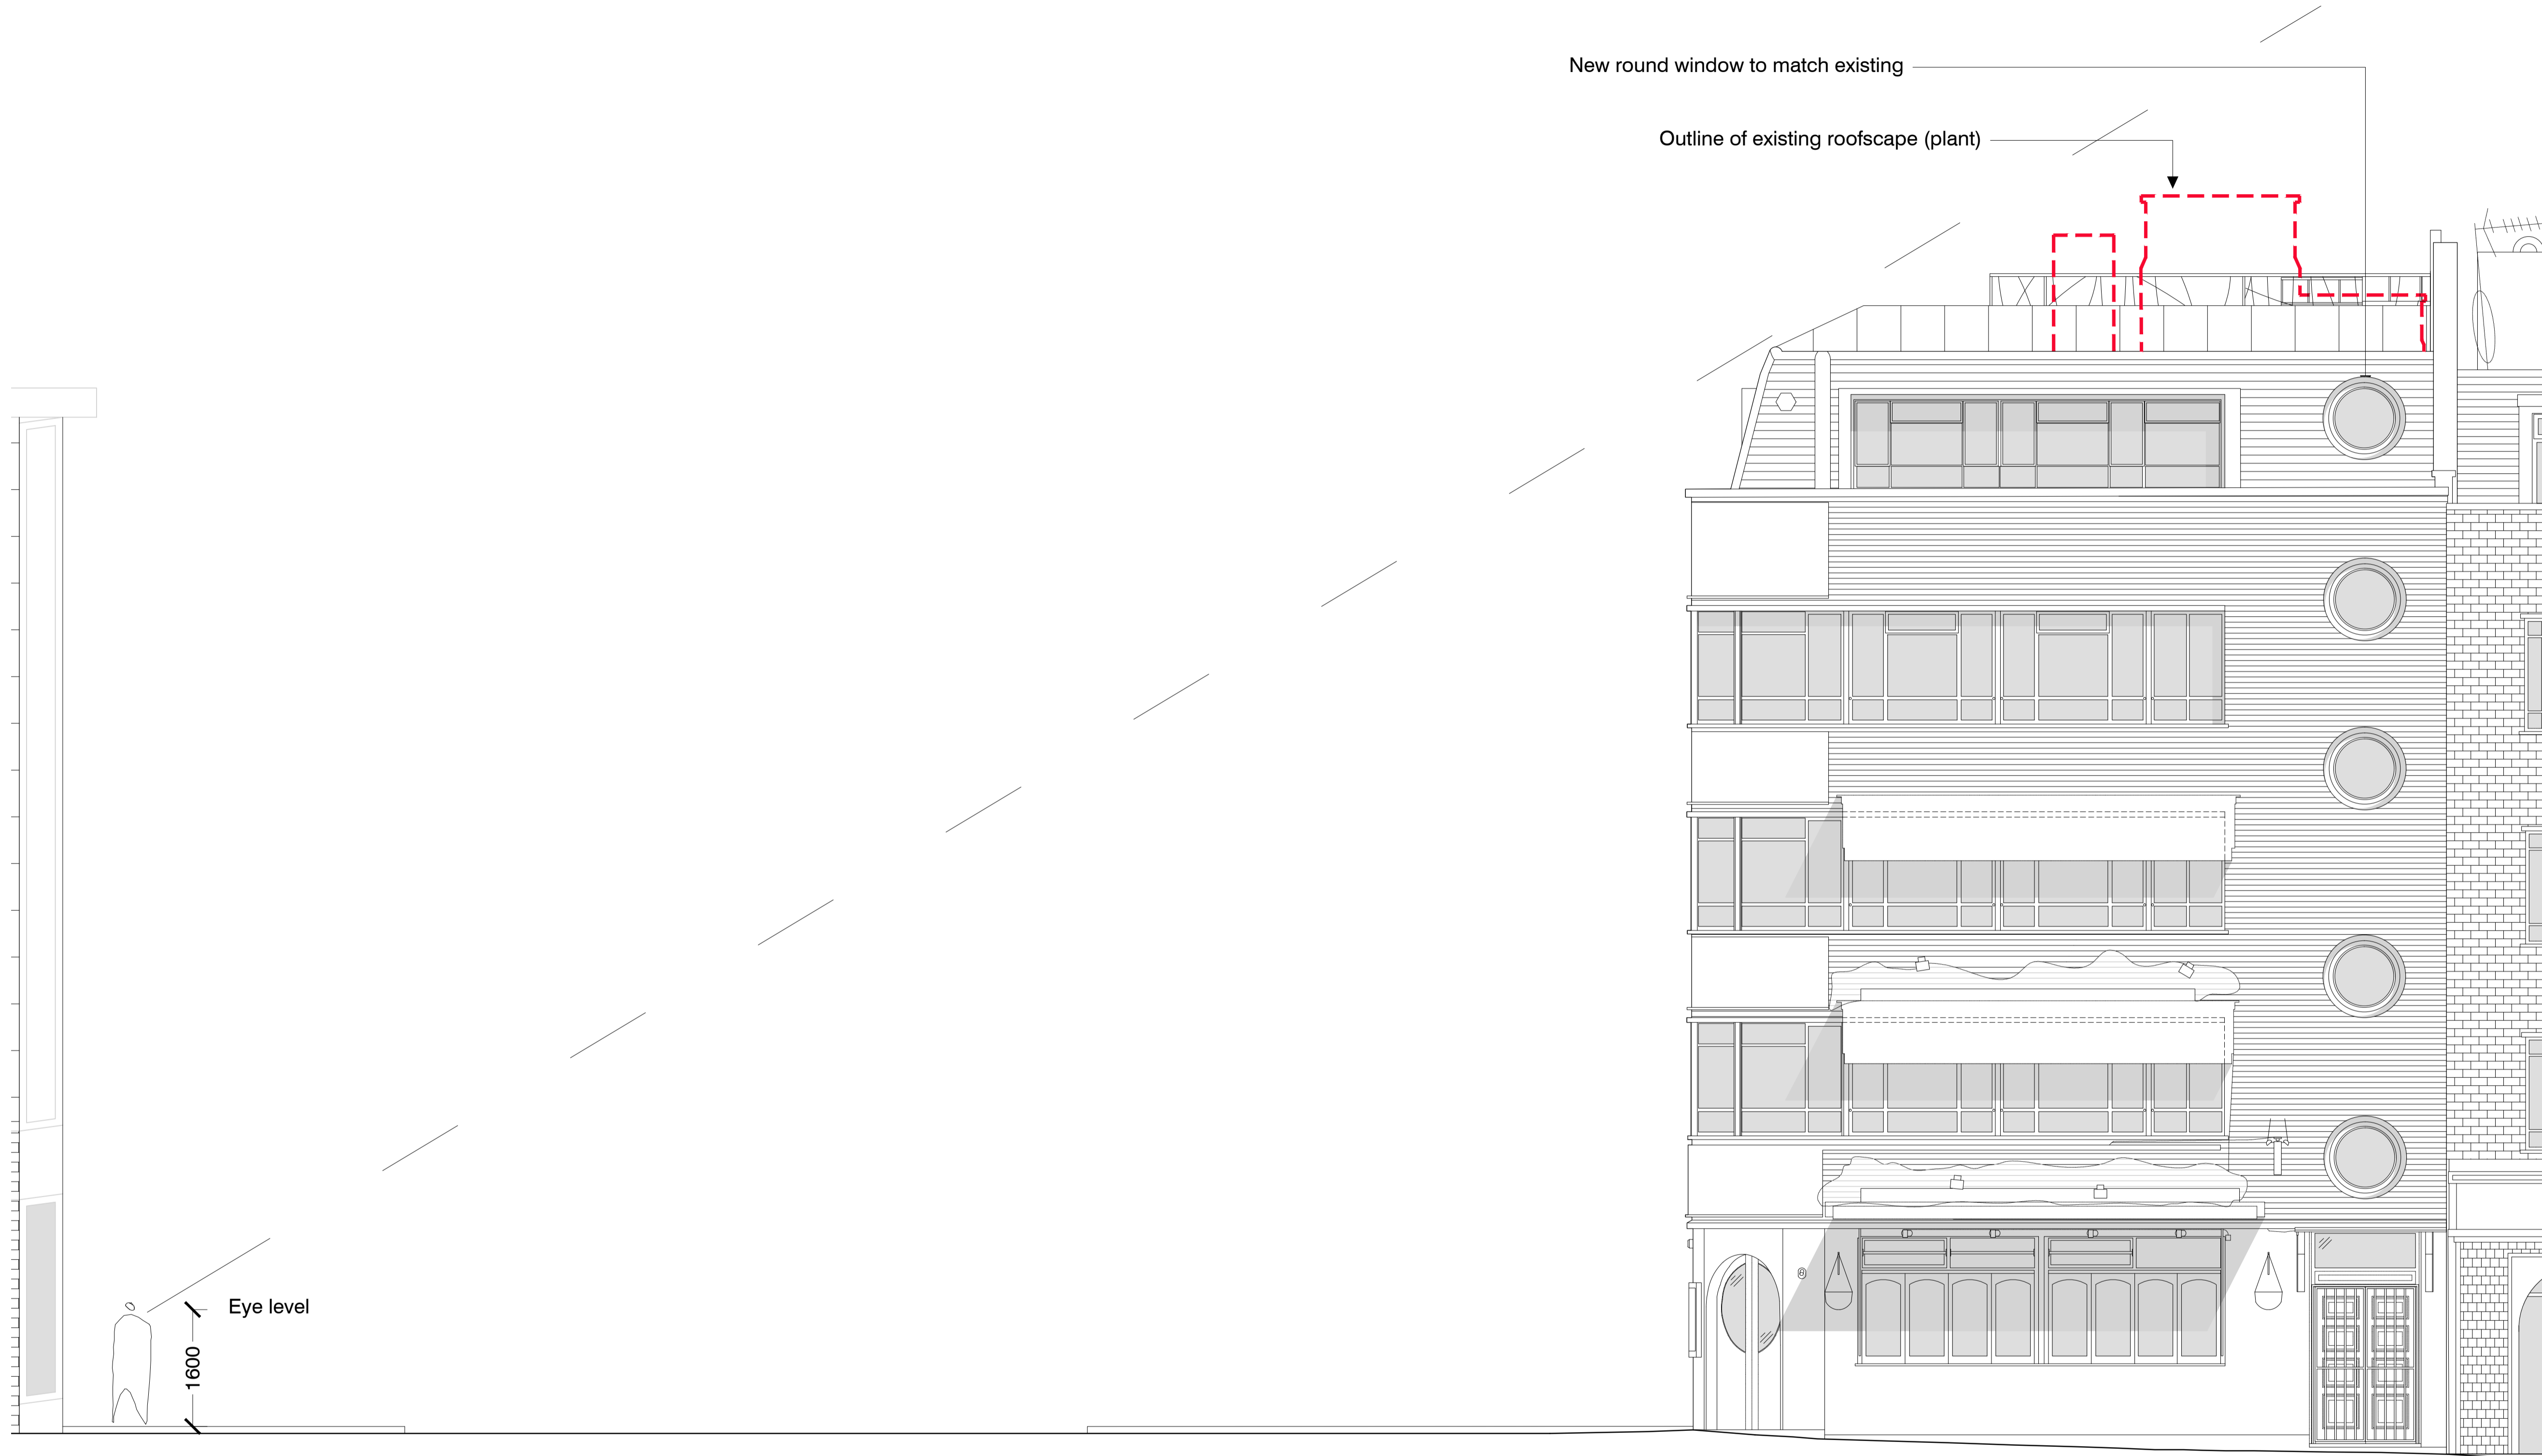 New round window to match existing
Outline of existing roofscape (plant)
Eye level
1600